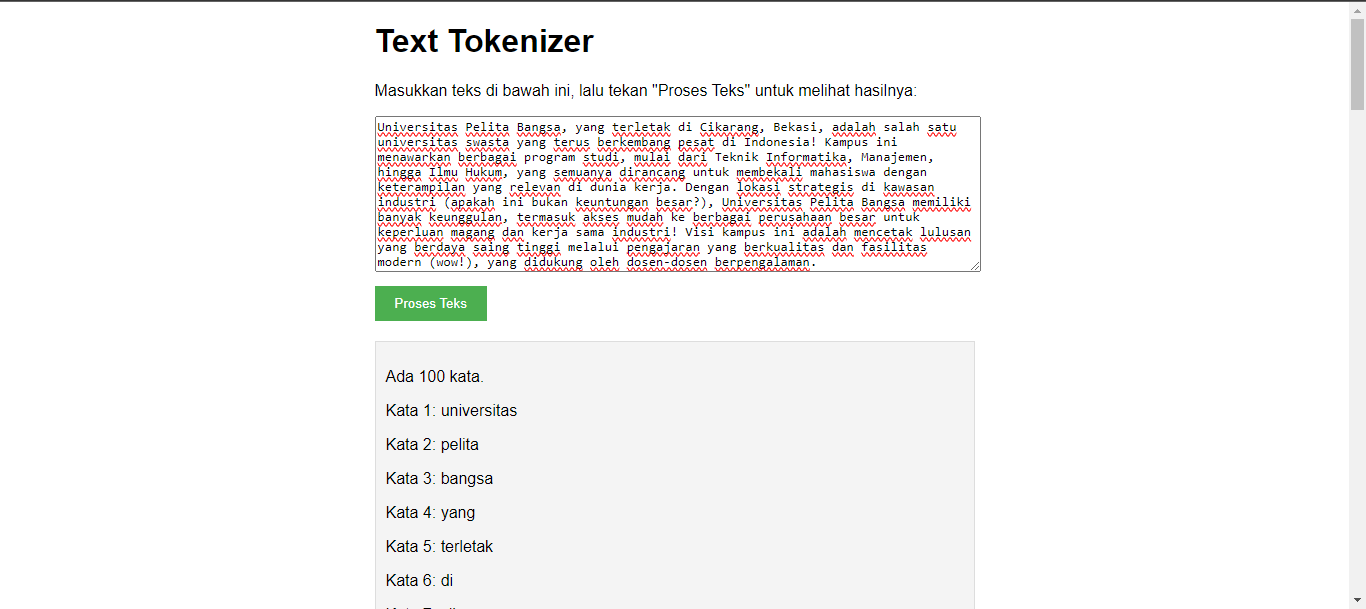 Text Tokenizer
Masukkan teks di bawah ini, lalu tekan "Proses Teks" untuk melihat hasilnya:
Universitas Pelita Bangsa, yang terletak di Cikarang, Bekasi, adalah salah satu
universitas swasta yang terus berkembang pesat di Indonesia! Kampus ini
menawarkan berbagai program studi, mulai dari Teknik Informatika, Manajemen,
hingga Ilmu Hukum, yang semuanya dirancang untuk membekali mahasiswa dengan
keterampilan yang relevan di dunia kerja. Dengan lokasi strategis di kawasan
industri (apakah ini bukan keuntungan besar?), Universitas Pelita Bangsa memiliki
banyak keunggulan, termasuk akses mudah ke berbagai perusahaan besar untuk
keperluan magang dan kerja sama industri! Visi kampus ini adalah mencetak lulusan
yang berdaya saing tinggi melalui pengajaran yang berkualitas dan fasilitas
modern (wow!), yang didukung oleh dosen-dosen berpengalaman.
Proses Teks
Ada 100 kata.
Kata 1: universitas
Kata 2: pelita
Kata 3: bangsa
Kata 4: yang
Kata 5: terletak
Kata 6: di